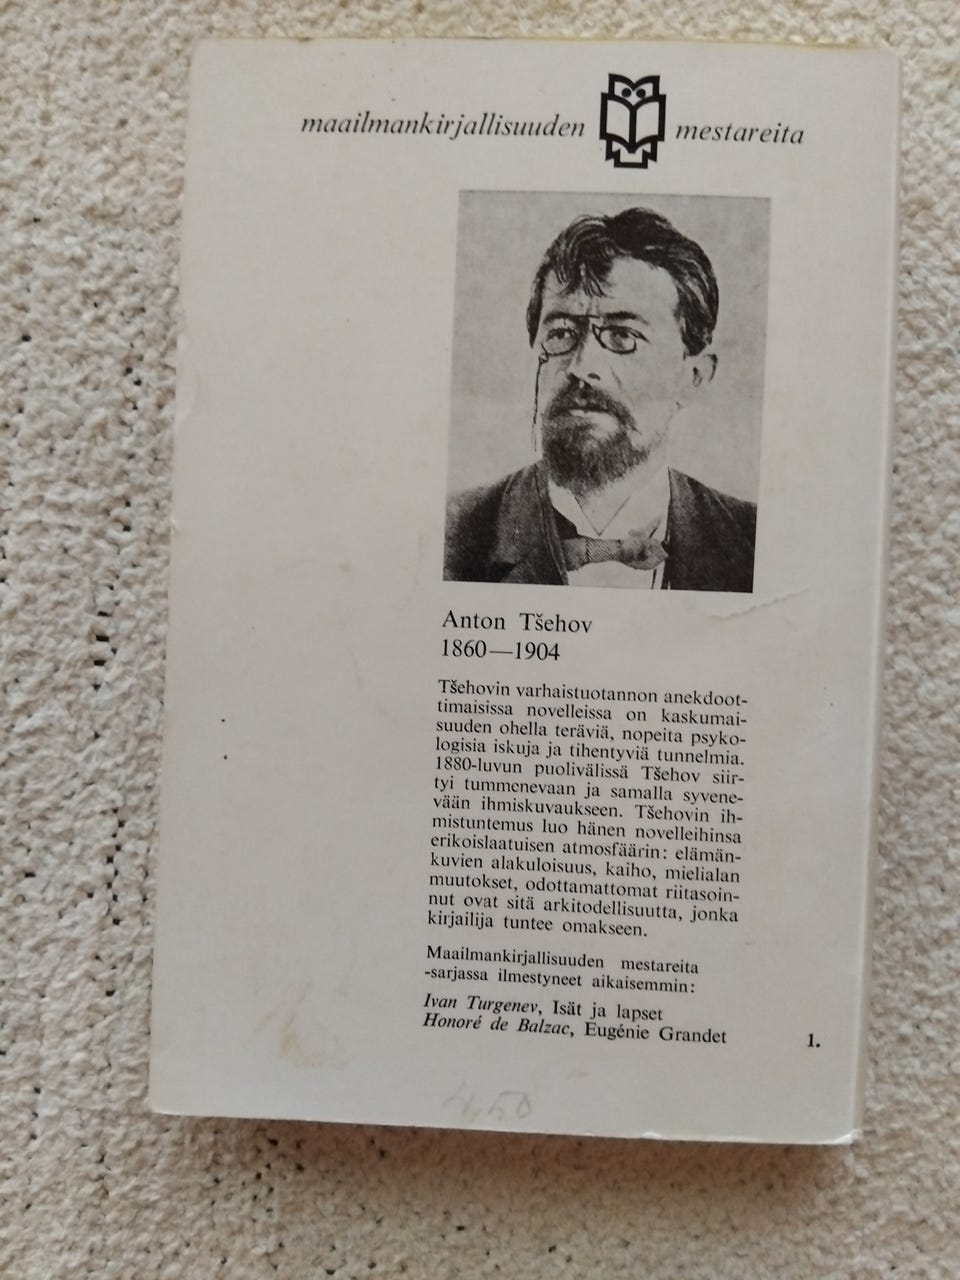 maailmankirjallisuuden mestareita
Anton Tšehov
1860—1904
Tšehovin varhaistuotannon anekdoot-
timaisissa novelleissa on kaskumai-
suuden ohella teräviä, nopeita psyko-
logisia iskuja ja tihentyviä tunnelmia.
1880-luvun puolivälissä Tšehov siir-
tyi tummenevaan ja samalla syvene-
vään ihmiskuvaukseen. Tšehovin ih-
mistuntemus luo hänen novelleihinsa
erikoislaatuisen atmosfäärin: elämän-
kuvien alakuloisuus, kaiho, mielialan
muutokset, odottamattomat riitasoin-
nut ovat sitä arkitodellisuutta, jonka
kirjailija tuntee omakseen.
Maailmankirjallisuuden mestareita
-sarjassa ilmestyneet aikaisemmin:
Ivan Turgenev, Isät ja lapset
Honoré de Balzac, Eugénie Grandet
1.
4,50